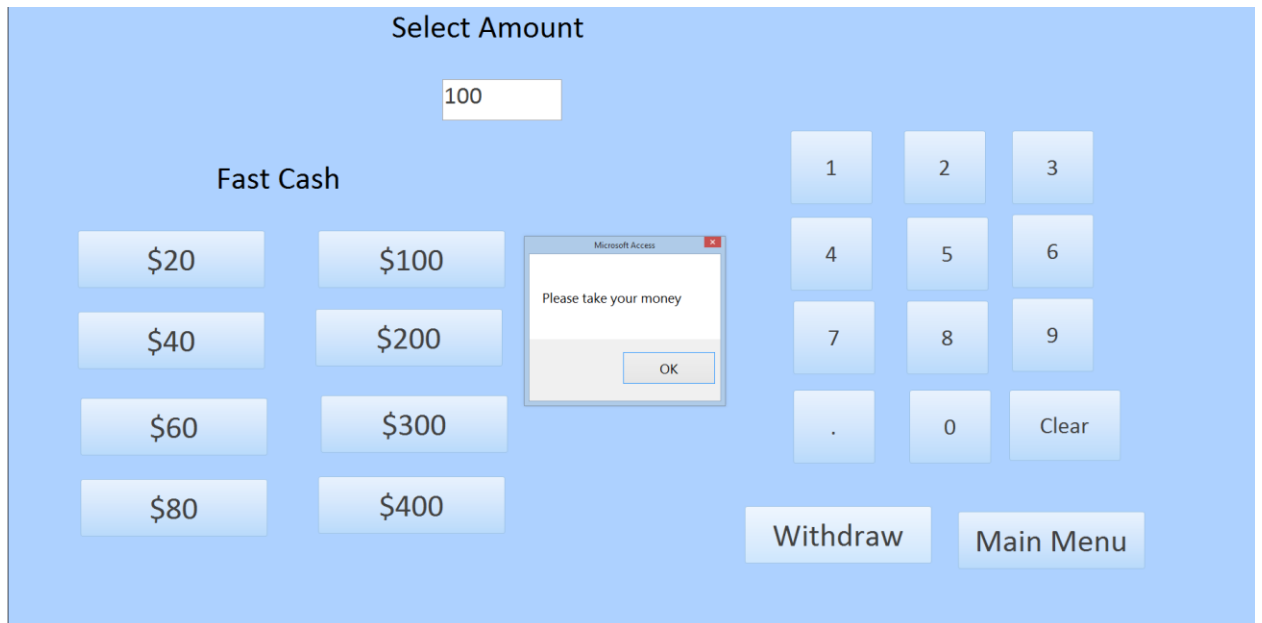 Select Amount
100
Fast Cash
$20
$100
$40
$200
$60
$300
$80
$400
Microsoft Access
Please take your money
OK
1 2 3
4 5 6
7 8 9
. 0 Clear
Withdraw
Main Menu